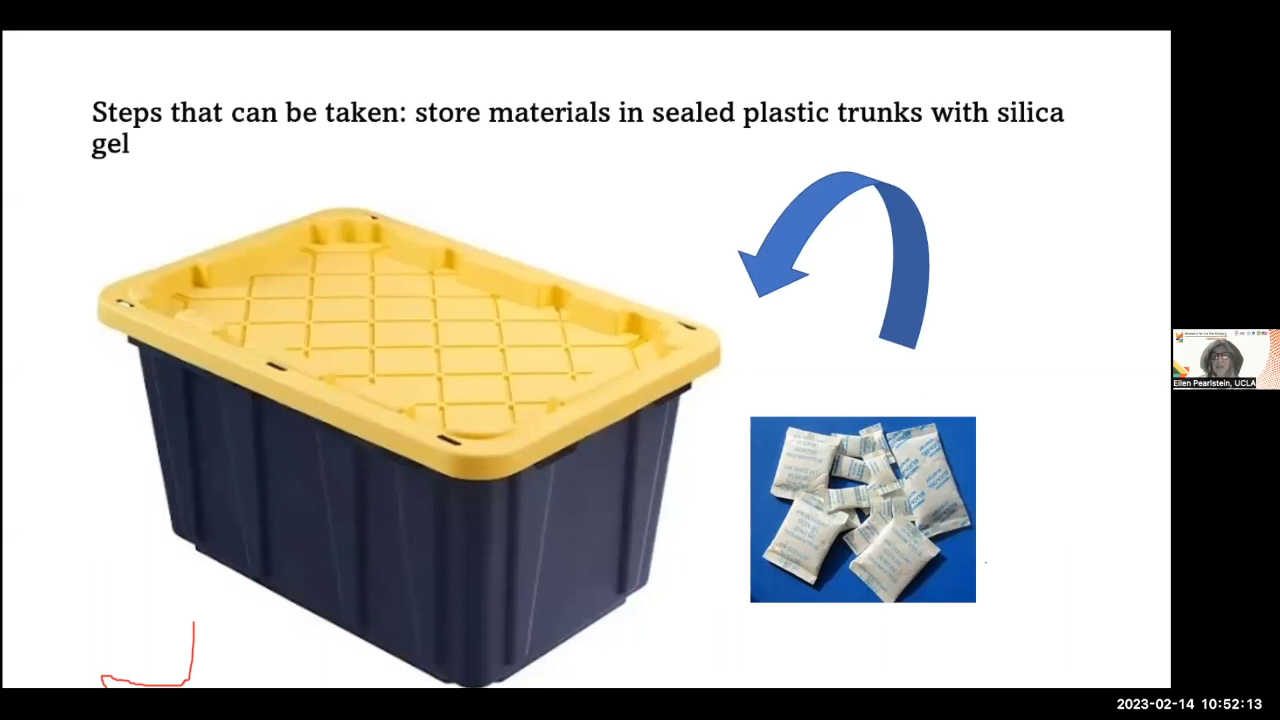 Steps that can be taken: store materials in sealed plastic trunks with silica
gel
Ellen Pearlstein, UCLA
2023-02-14 10:52:13